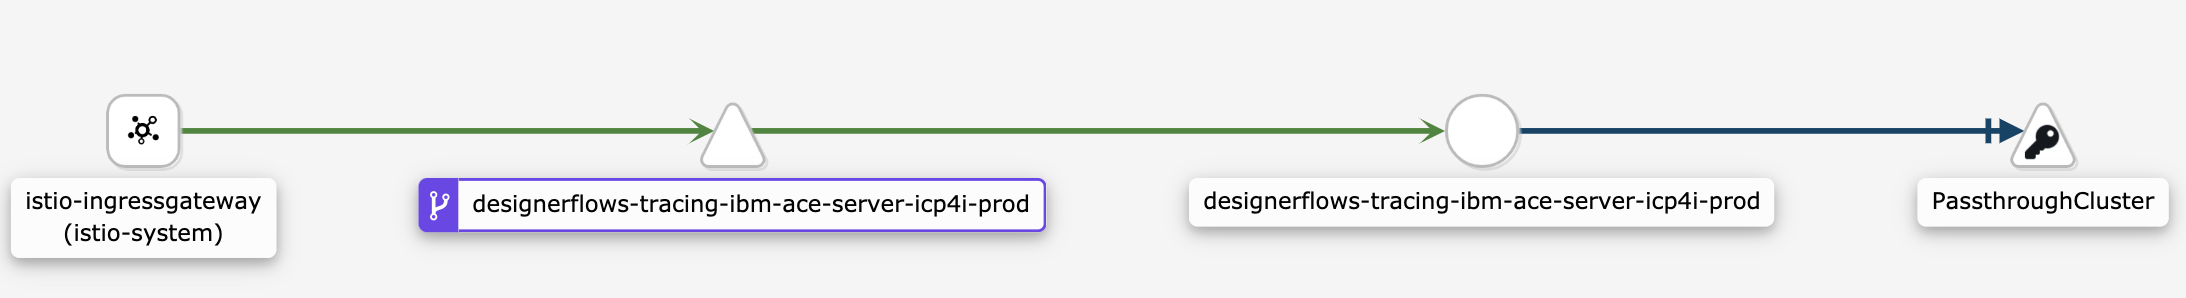 istio-ingressgateway
(istio-system)
designerflows-tracing-ibm-ace-server-icp4i-prod
designerflows-tracing-ibm-ace-server-icp4i-prod
PassthroughCluster